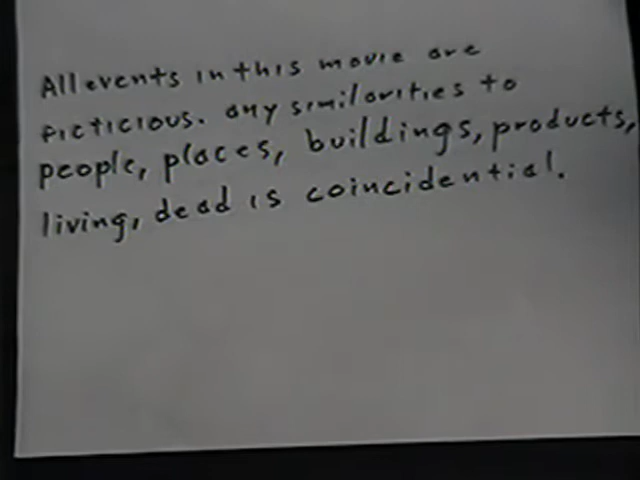 All events in this movie are
ficticious. any similarities to
people, places, buildings, products,
living, dead is coincidential.